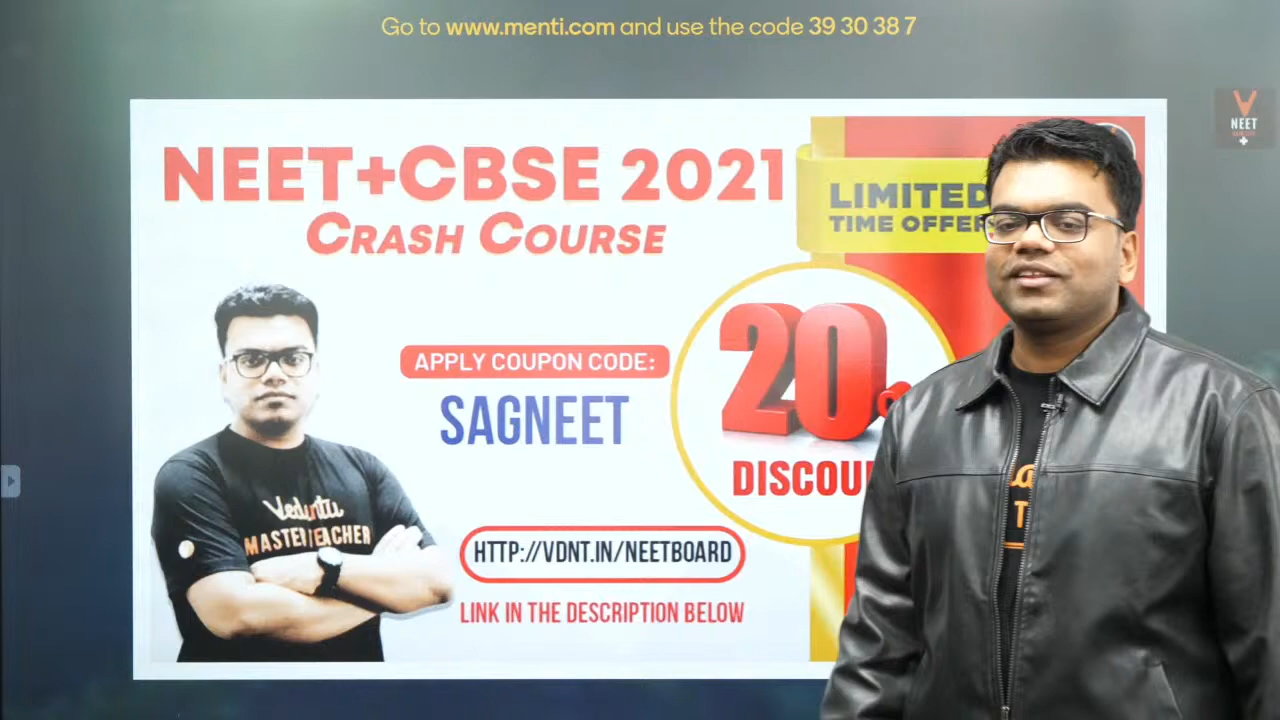 Go to www.menti.com and use the code 39 30 38 7
NEET
NEET+CBSE 2021
CRASH COURSE
LIMITED
TIME OFFER
APPLY COUPON CODE:
SAGNEET
20
DISCOU
Vedantu
MASTER TEACHER
HTTP://VDNT.IN/NEETBOARD
LINK IN THE DESCRIPTION BELOW